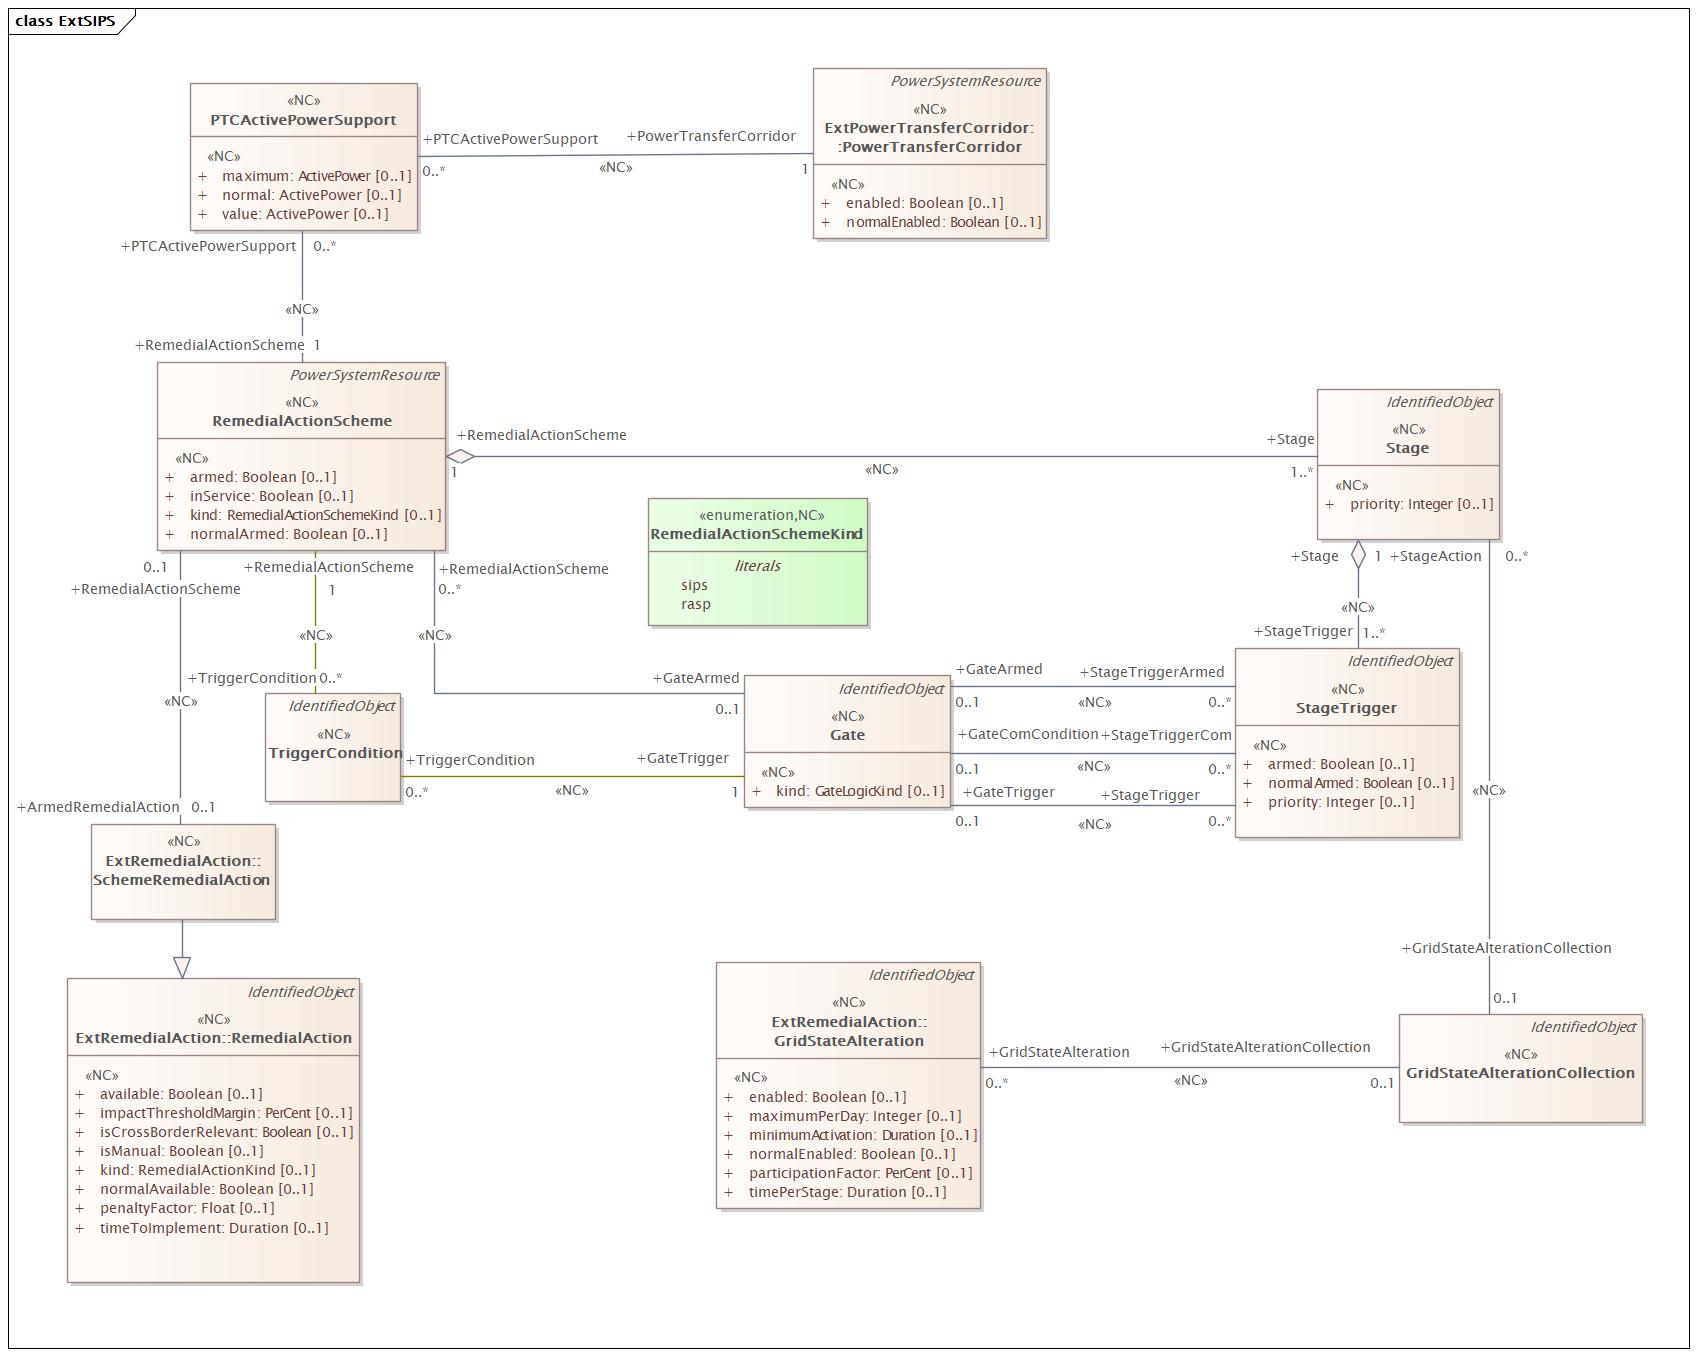 class ExtSIPS
«NC»
PTCActivePowerSupport
«NC»
+ maximum: ActivePower [0..1]
+ normal: ActivePower [0..1]
+ value: ActivePower [0..1]
+PTCActivePowerSupport
0..*
«NC»
+PowerTransferCorridor
1
PowerSystemResource
«NC»
ExtPowerTransferCorridor:
:PowerTransferCorridor
«NC»
+ enabled: Boolean [0..1]
+ normalEnabled: Boolean [0..1]
+PTCActivePowerSupport 0..*
«NC»
+RemedialActionScheme 1
PowerSystemResource
«NC»
RemedialActionScheme
«NC»
+ armed: Boolean [0..1]
+ inService: Boolean [0..1]
+ kind: RemedialActionSchemeKind [0..1]
+ normalArmed: Boolean [0..1]
+RemedialActionScheme
1
«NC»
+Stage
1..*
IdentifiedObject
«NC»
Stage
«NC»
+ priority: Integer [0..1]
«enumeration,NC»
RemedialActionSchemeKind
literals
sips
rasp
0..1
+RemedialActionScheme
«NC»
+ArmedRemedialAction 0..1
+RemedialActionScheme
1
«NC»
+TriggerCondition 0..*
+RemedialActionScheme
0..*
«NC»
+GateArmed
0..1
+Stage 1
«NC»
+StageTrigger 1..*
+StageAction 0..*
«NC»
+GridStateAlterationCollection
0..1
IdentifiedObject
«NC»
TriggerCondition
+TriggerCondition
0..*
«NC»
+GateTrigger
1
IdentifiedObject
«NC»
Gate
«NC»
+ kind: GateLogicKind [0..1]
+GateArmed
0..1
«NC»
+StageTriggerArmed
0..*
+GateComCondition
0..1
«NC»
+StageTriggerCom
0..*
+GateTrigger
0..1
«NC»
+StageTrigger
0..*
IdentifiedObject
«NC»
StageTrigger
«NC»
+ armed: Boolean [0..1]
+ normalArmed: Boolean [0..1]
+ priority: Integer [0..1]
«NC»
ExtRemedialAction::
SchemeRemedialAction
IdentifiedObject
«NC»
ExtRemedialAction::RemedialAction
«NC»
+ available: Boolean [0..1]
+ impactThresholdMargin: PerCent [0..1]
+ isCrossBorderRelevant: Boolean [0..1]
+ isManual: Boolean [0..1]
+ kind: RemedialActionKind [0..1]
+ normalAvailable: Boolean [0..1]
+ penaltyFactor: Float [0..1]
+ timeToImplement: Duration [0..1]
IdentifiedObject
«NC»
ExtRemedialAction::
GridStateAlteration
«NC»
+ enabled: Boolean [0..1]
+ maximumPerDay: Integer [0..1]
+ minimumActivation: Duration [0..1]
+ normalEnabled: Boolean [0..1]
+ participationFactor: PerCent [0..1]
+ timePerStage: Duration [0..1]
+GridStateAlteration
0..*
«NC»
+GridStateAlterationCollection
0..1
IdentifiedObject
«NC»
GridStateAlterationCollection